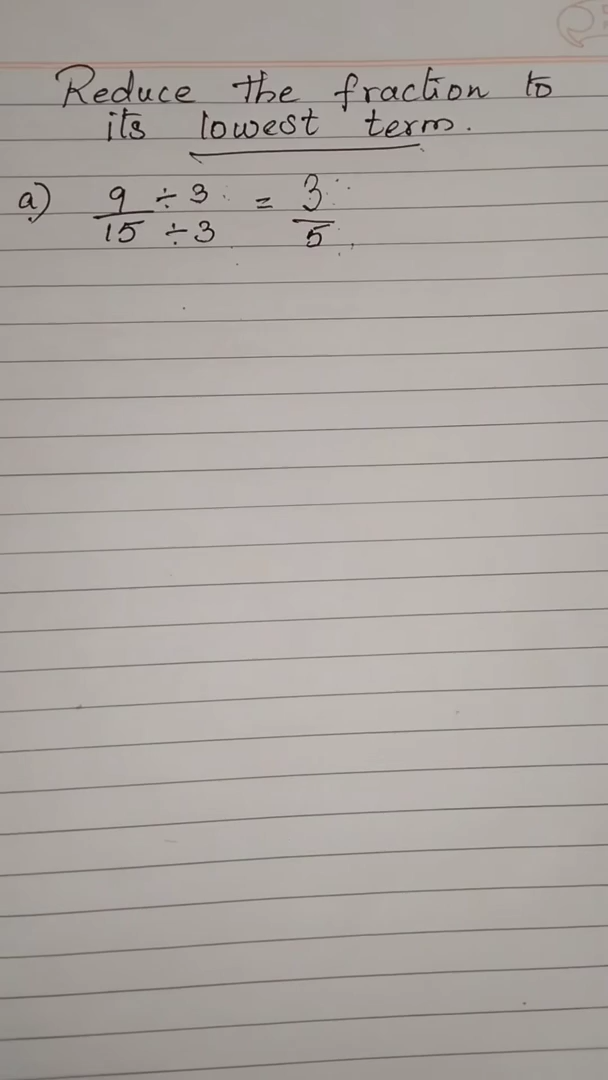 Reduce the fraction to
its lowest term.
a) 9 ÷ 3 = 3
15 ÷ 3 5